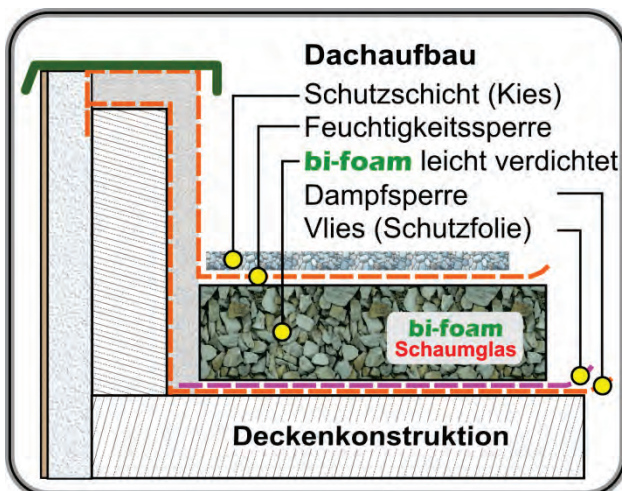 Dachaufbau
Schutzschicht (Kies)
Feuchtigkeitssperre
bi-foam leicht verdichtet
Dampfsperre
Vlies (Schutzfolie)
bi-foam
Schaumglas
Deckenkonstruktion